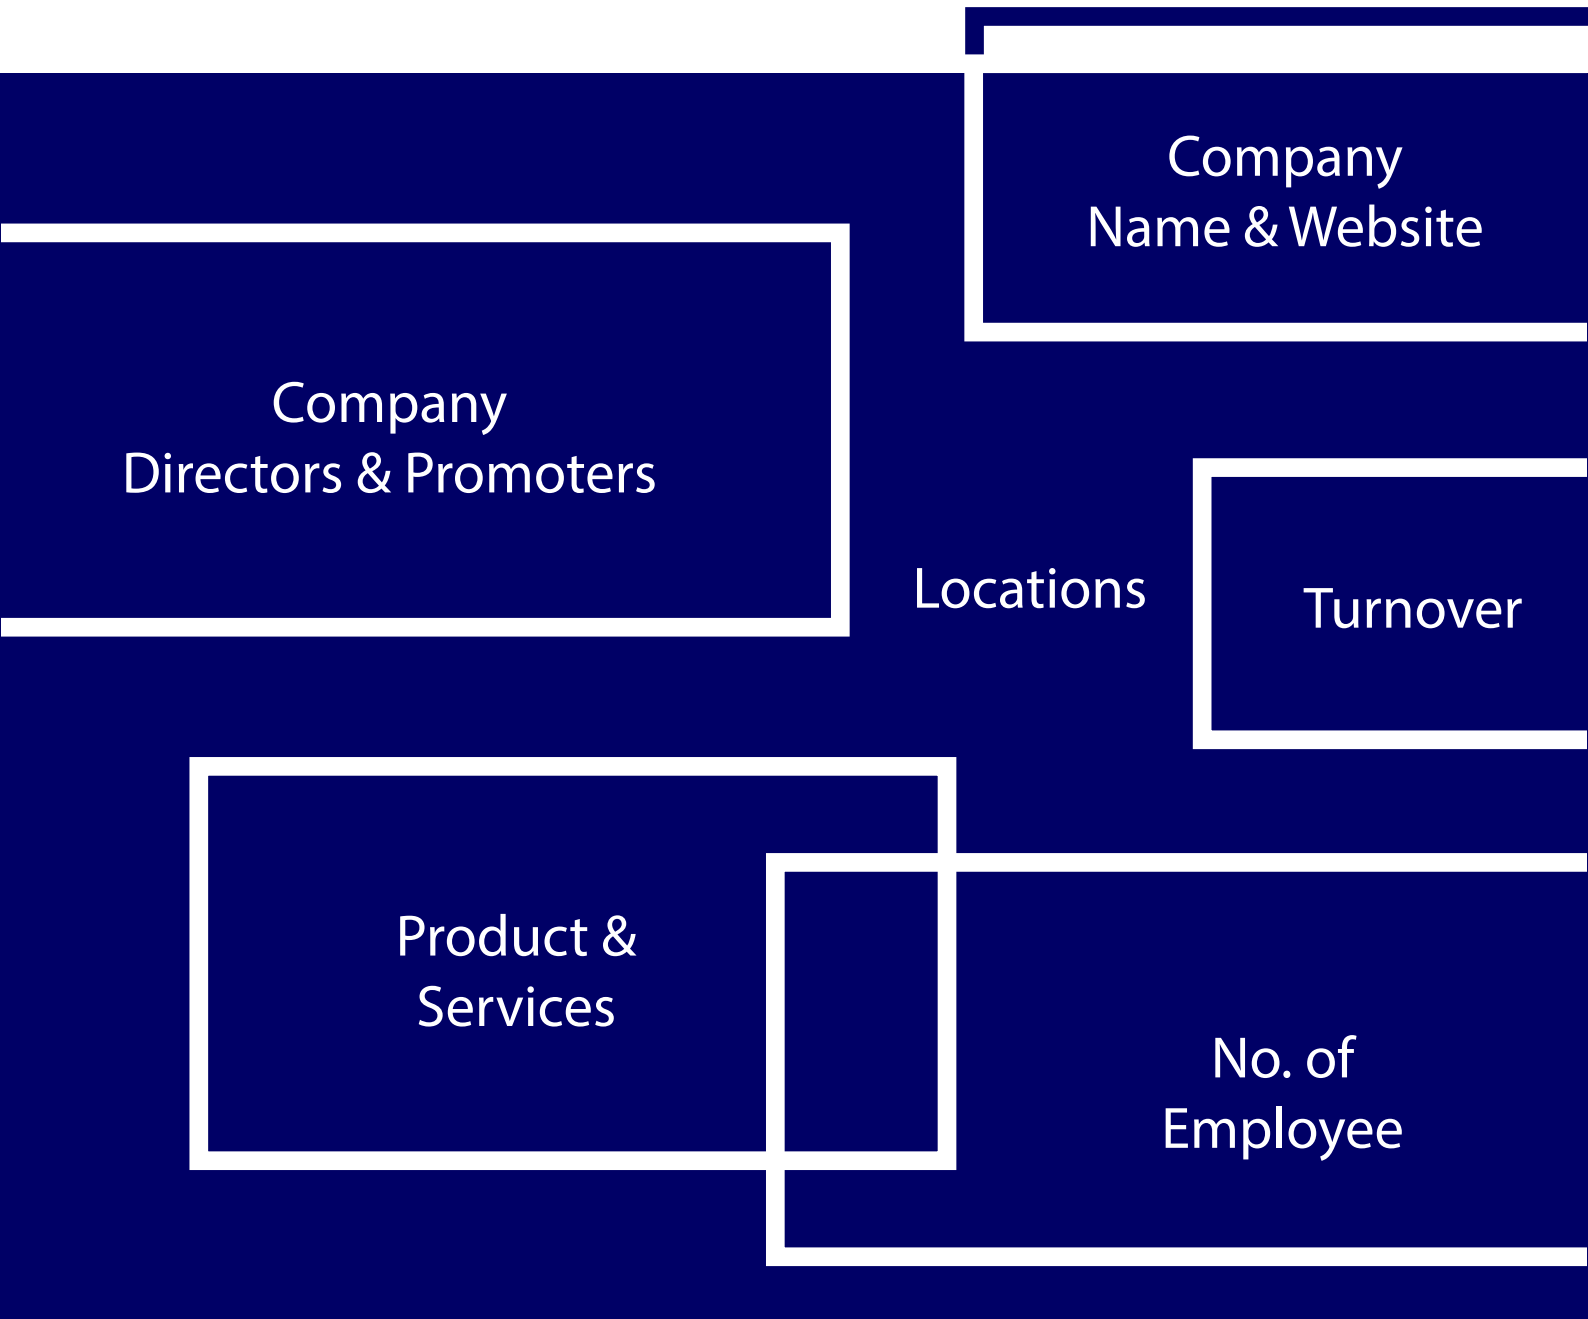 Company
Name & Website
Company
Directors & Promoters
Locations
Turnover
Product &
Services
No. of
Employee